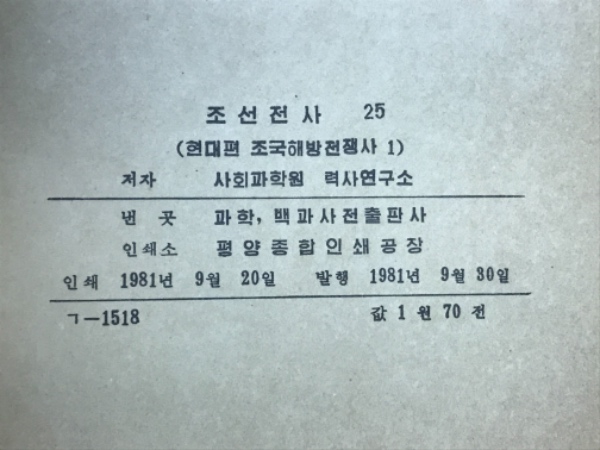 조선전사 25
(현대편 조국해방전쟁사 1)
저자 사회과학원 력사연구소
낸 곳 과학, 백과사전출판사
인쇄소 평양종합인쇄공장
인쇄 1981년 9월 20일 발행 1981년 9월 30일
ㄱ—1518 값 1 원 70 전